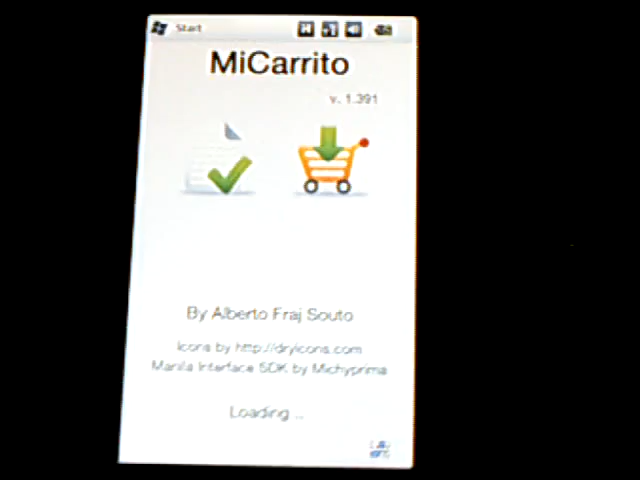 Start
MiCarrito
v. 1.391
By Alberto Fraj Souto
Icons by http://dryicons.com
Manila Interface SDK by Michyprima
Loading ..